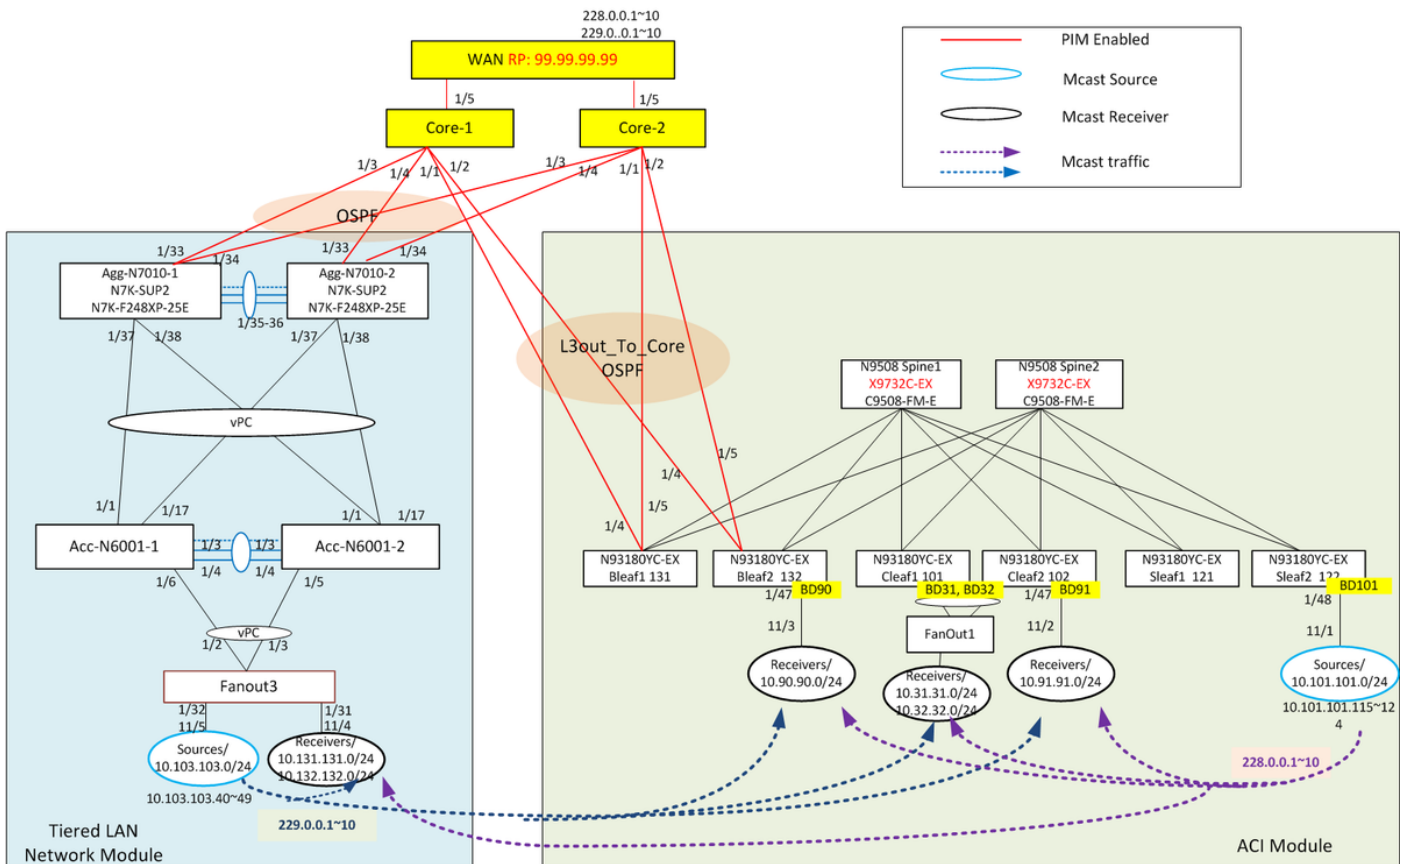 228.0.0.1~10
229.0..0.1~10
WAN RP: 99.99.99.99
1/5
1/5
Core-1
Core-2
1/3
1/4
1/1
1/2
1/3
1/4
1/1
1/2
PIM Enabled
Mcast Source
Mcast Receiver
Mcast traffic
OSPF
1/33
1/34
1/33
1/34
Agg-N7010-1
N7K-SUP2
N7K-F248XP-25E
Agg-N7010-2
N7K-SUP2
N7K-F248XP-25E
1/35-36
1/37
1/38
1/37
1/38
vPC
1/1
1/17
1/1
1/17
Acc-N6001-1
Acc-N6001-2
1/3
1/4
1/3
1/4
1/6
1/5
vPC
1/2
1/3
Fanout3
1/32
11/5
1/31
11/4
Sources/
10.103.103.0/24
Receivers/
10.131.131.0/24
10.132.132.0/24
10.103.103.40~49
229.0.0.1~10
Tiered LAN
Network Module
L3out_To_Core
OSPF
N9508 Spine1
X9732C-EX
C9508-FM-E
N9508 Spine2
X9732C-EX
C9508-FM-E
1/4
1/5
1/4
1/5
N93180YC-EX
Bleaf1 131
N93180YC-EX
Bleaf2 132
N93180YC-EX
Cleaf1 101
N93180YC-EX
Cleaf2 102
N93180YC-EX
Sleaf1 121
N93180YC-EX
Sleaf2 122
1/47
BD90
BD31, BD32
1/47
BD91
1/48
BD101
11/3
FanOut1
11/2
11/1
Receivers/
10.90.90.0/24
Receivers/
10.31.31.0/24
10.32.32.0/24
Receivers/
10.91.91.0/24
Sources/
10.101.101.0/24
10.101.101.115~12
4
228.0.0.1~10
ACI Module